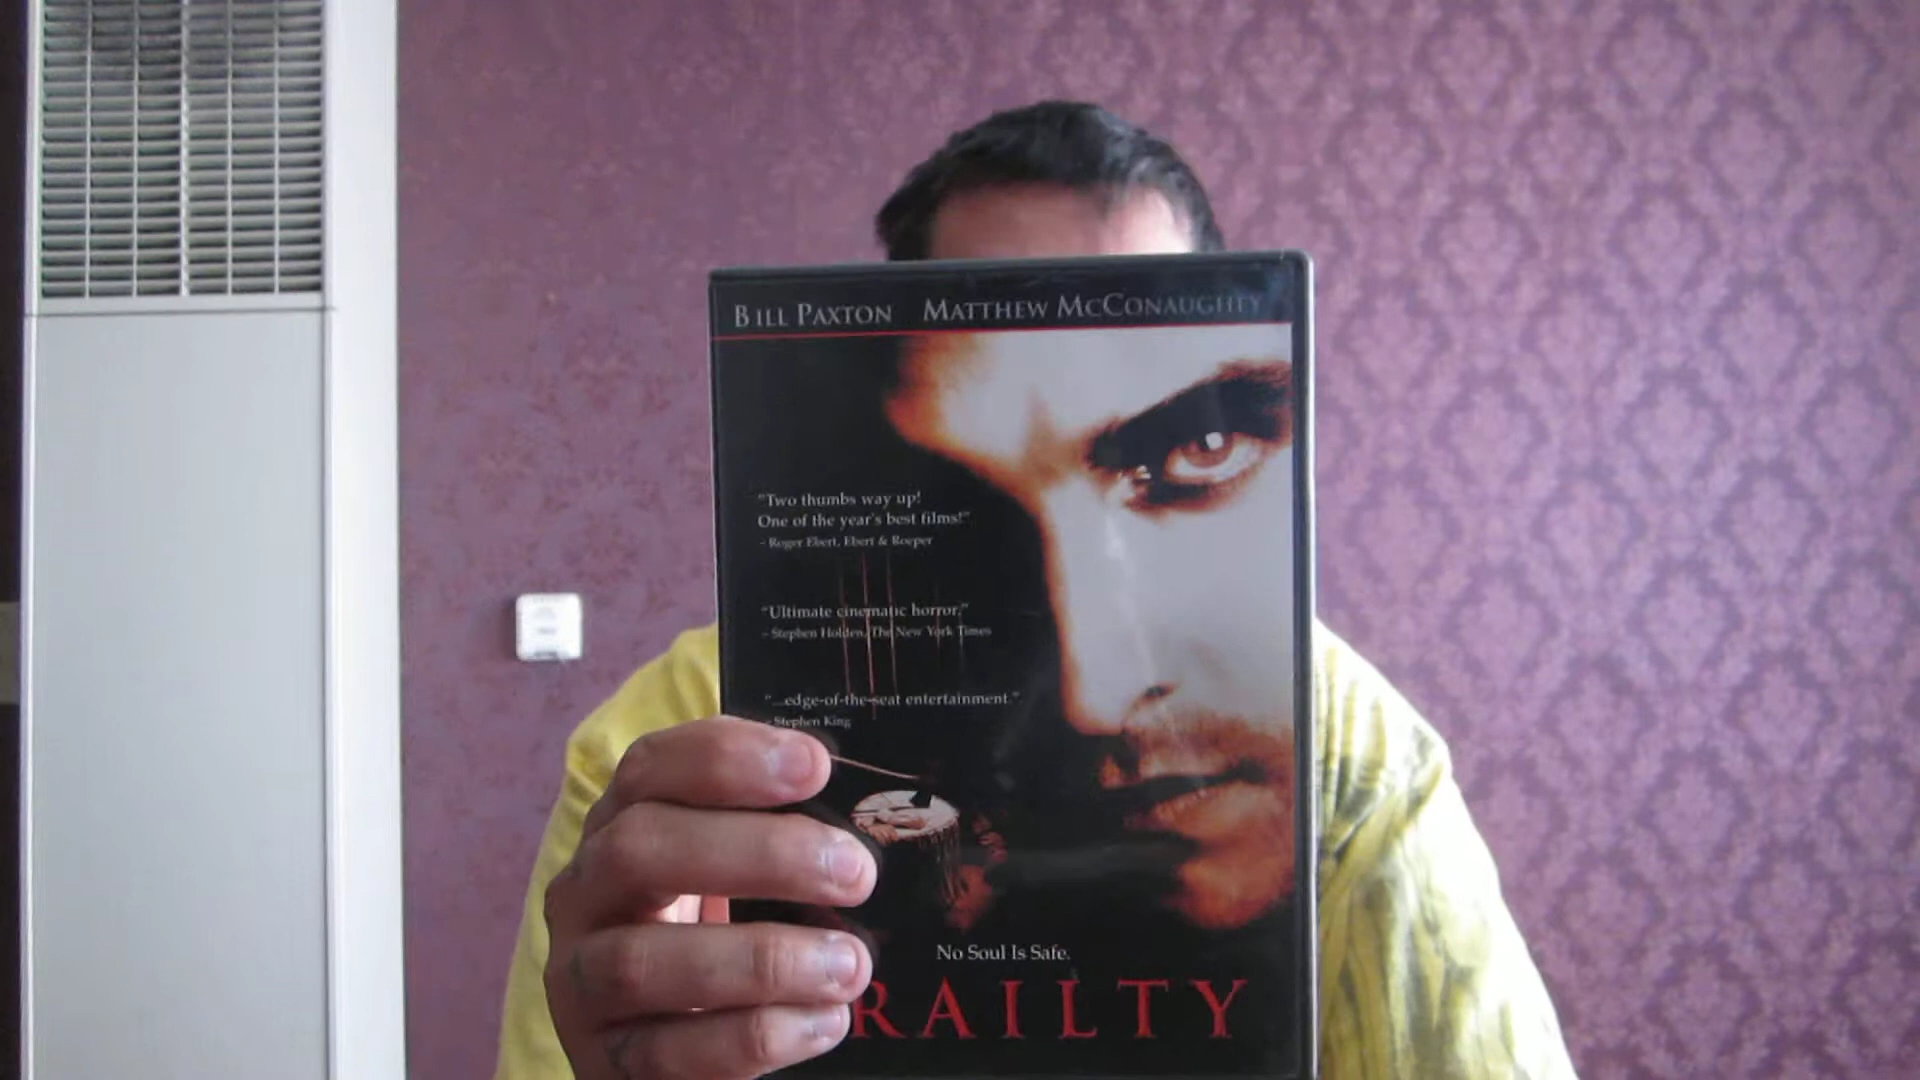 BILL PAXTON MATTHEW MCCONAUGHEY
"Two thumbs way up!
One of the year's best films!"
- Roger Ebert, Ebert & Roeper
"Ultimate cinematic horror."
- Stephen Holden, The New York Times
"...edge-of-the-seat entertainment."
- Stephen King
No Soul Is Safe.
RAILTY